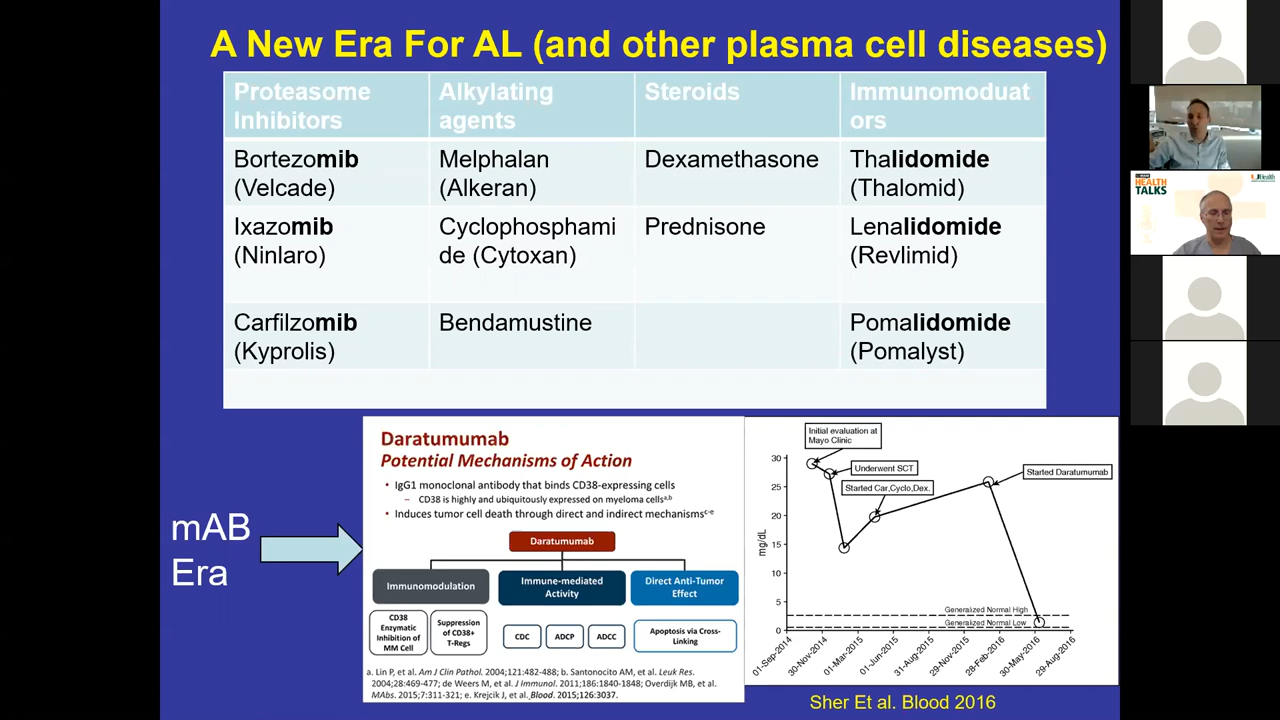 A New Era For AL (and other plasma cell diseases)
Proteasome
Inhibitors
Alkylating
agents
Steroids
Immunomoduat
ors
Bortezomib
(Velcade)
Melphalan
(Alkeran)
Dexamethasone
Thalidomide
(Thalomid)
Ixazomib
(Ninlaro)
Cyclophosphami
de (Cytoxan)
Prednisone
Lenalidomide
(Revlimid)
Carfilzomib
(Kyprolis)
Bendamustine
Pomalidomide
(Pomalyst)
mAB
Era
Daratumumab
Potential Mechanisms of Action
• IgG1 monoclonal antibody that binds CD38-expressing cells
– CD38 is highly and ubiquitously expressed on myeloma cells a,b
• Induces tumor cell death through direct and indirect mechanisms c-e
Daratumumab
Immunomodulation
Immune-mediated
Activity
Direct Anti-Tumor
Effect
CD38
Enzymatic
Inhibition of
MM Cell
Suppression
of CD38+
T-Regs
CDC
ADCP
ADCC
Apoptosis via Cross-
Linking
a. Lin P, et al. Am J Clin Pathol. 2004;121:482-488; b. Santonocito AM, et al. Leuk Res.
2004;28:469-477; de Weers M, et al. J Immunol. 2011;186:1840-1848; Overdijk MB, et al.
MAbs. 2015;7:311-321; e. Krejcik J, et al. Blood. 2015;126:3037.
Initial evaluation at
Mayo Clinic
Underwent SCT
Started Car,Cyclo,Dex.
Started Daratumumab
mg/dL
30
25
20
15
10
5
0
Generalized Normal High
Generalized Normal Low
01-Sep-2014
30-Nov-2014
01-Mar-2015
01-Jun-2015
31-Aug-2015
29-Nov-2015
28-Feb-2016
30-May-2016
29-Aug-2016
Sher Et al. Blood 2016
HEALTH
TALKS
UHealth